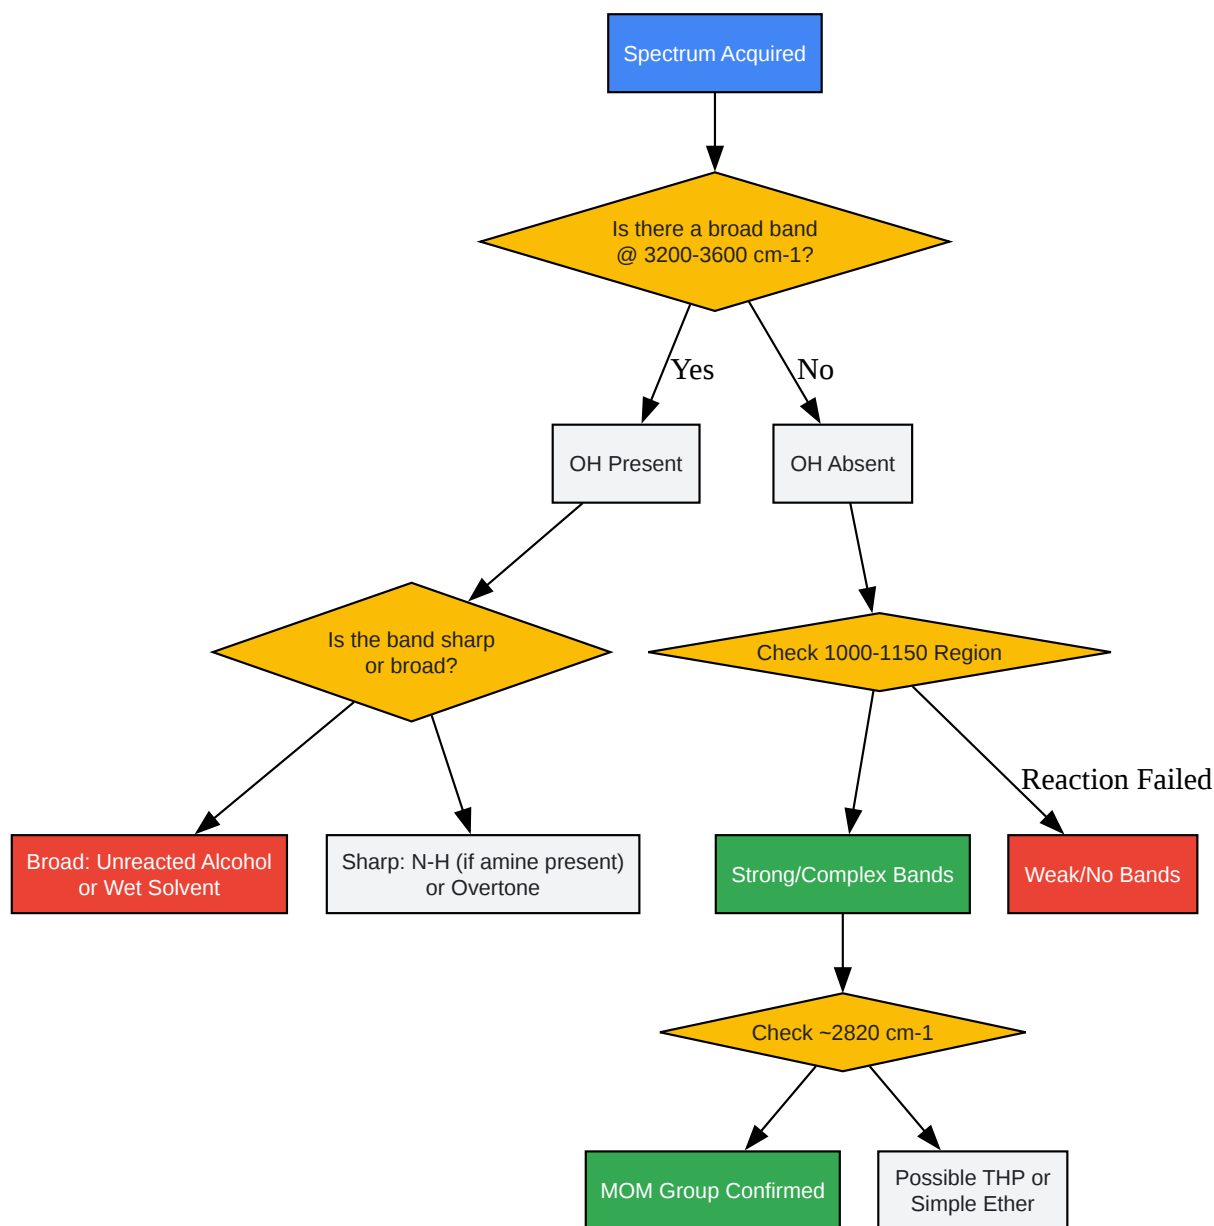 Spectrum Acquired
Is there a broad band
@ 3200-3600 cm-1?
Yes
No
OH Present
OH Absent
Is the band sharp
or broad?
Check 1000-1150 Region
Reaction Failed
Broad: Unreacted Alcohol
or Wet Solvent
Sharp: N-H (if amine present)
or Overtone
Strong/Complex Bands
Weak/No Bands
Check ~2820 cm-1
MOM Group Confirmed
Possible THP or
Simple Ether